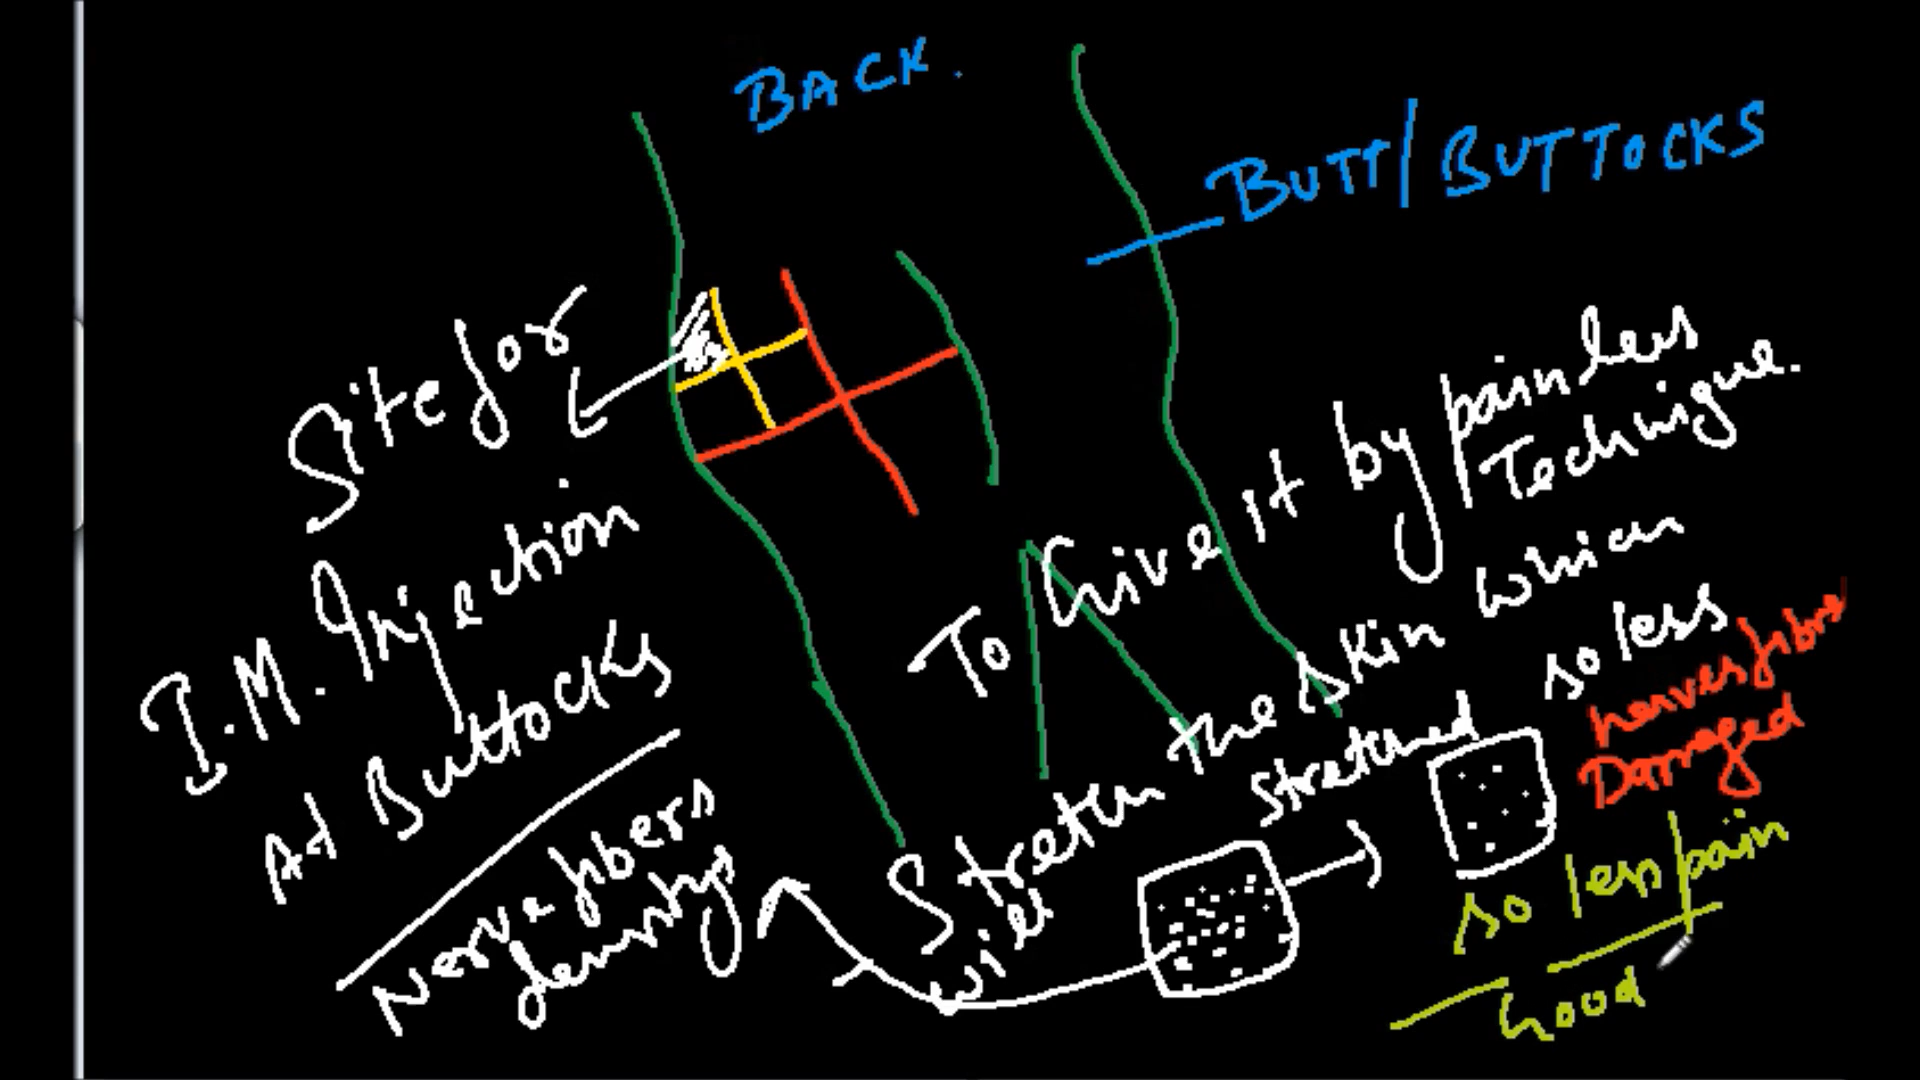 BACK.
BUTT/BUTTOCKS
Site for
I.M. Injection
At Buttocks
To Give it by painless
Technique.
Stretch the skin which
wiel stretched so less
nerves fibers
Damaged
so less pain
Good
Nerve fibers
density